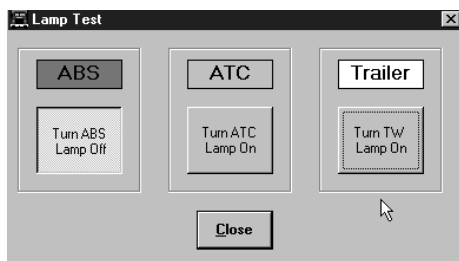 Lamp Test
ABS
ATC
Trailer
Turn ABS
Lamp Off
Turn ATC
Lamp On
Turn TW
Lamp On
Close